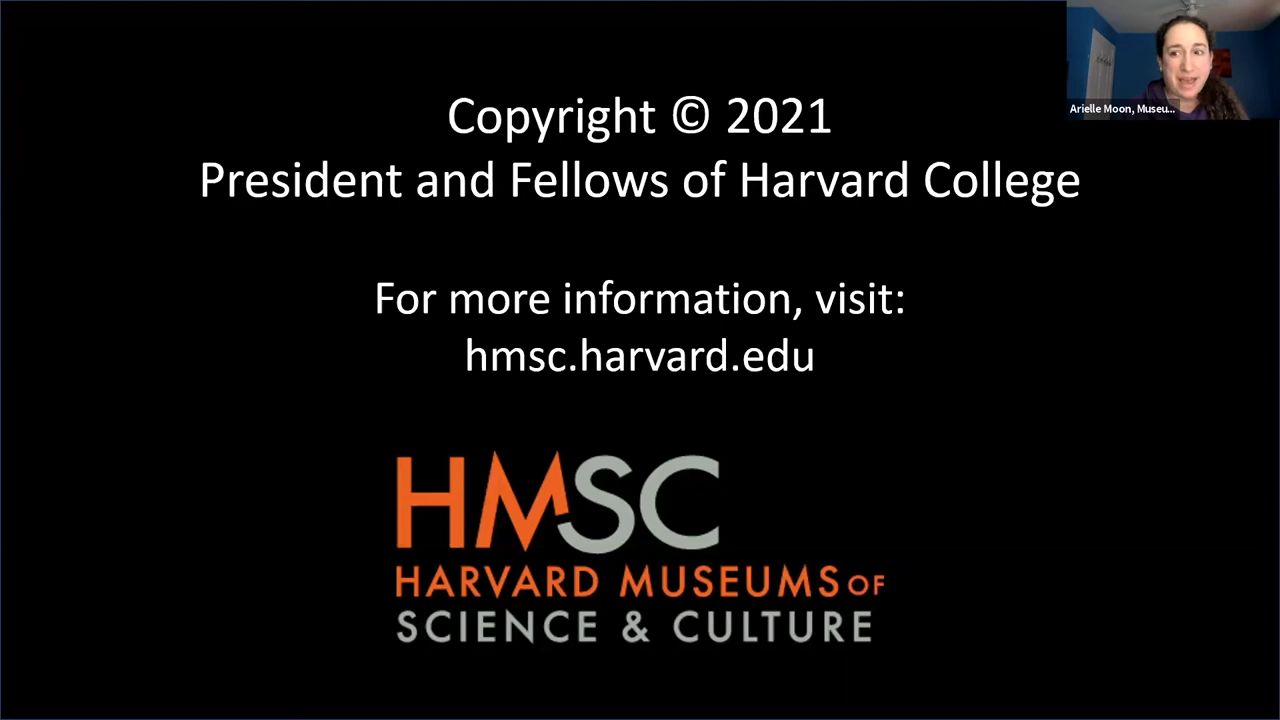 Copyright © 2021
President and Fellows of Harvard College
For more information, visit:
hmsc.harvard.edu
HMSC
HARVARD MUSEUMS OF
SCIENCE & CULTURE
Arielle Moon, Museu...